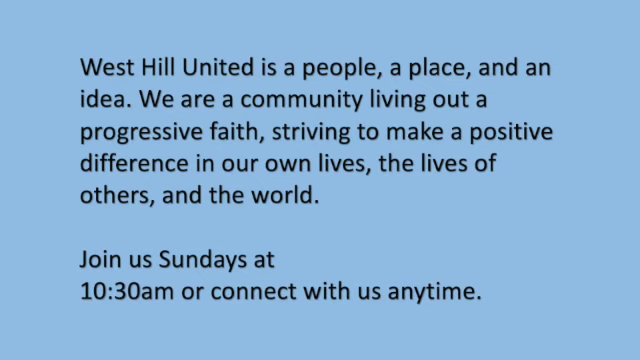 West Hill United is a people, a place, and an
idea. We are a community living out a
progressive faith, striving to make a positive
difference in our own lives, the lives of
others, and the world.
Join us Sundays at
10:30am or connect with us anytime.